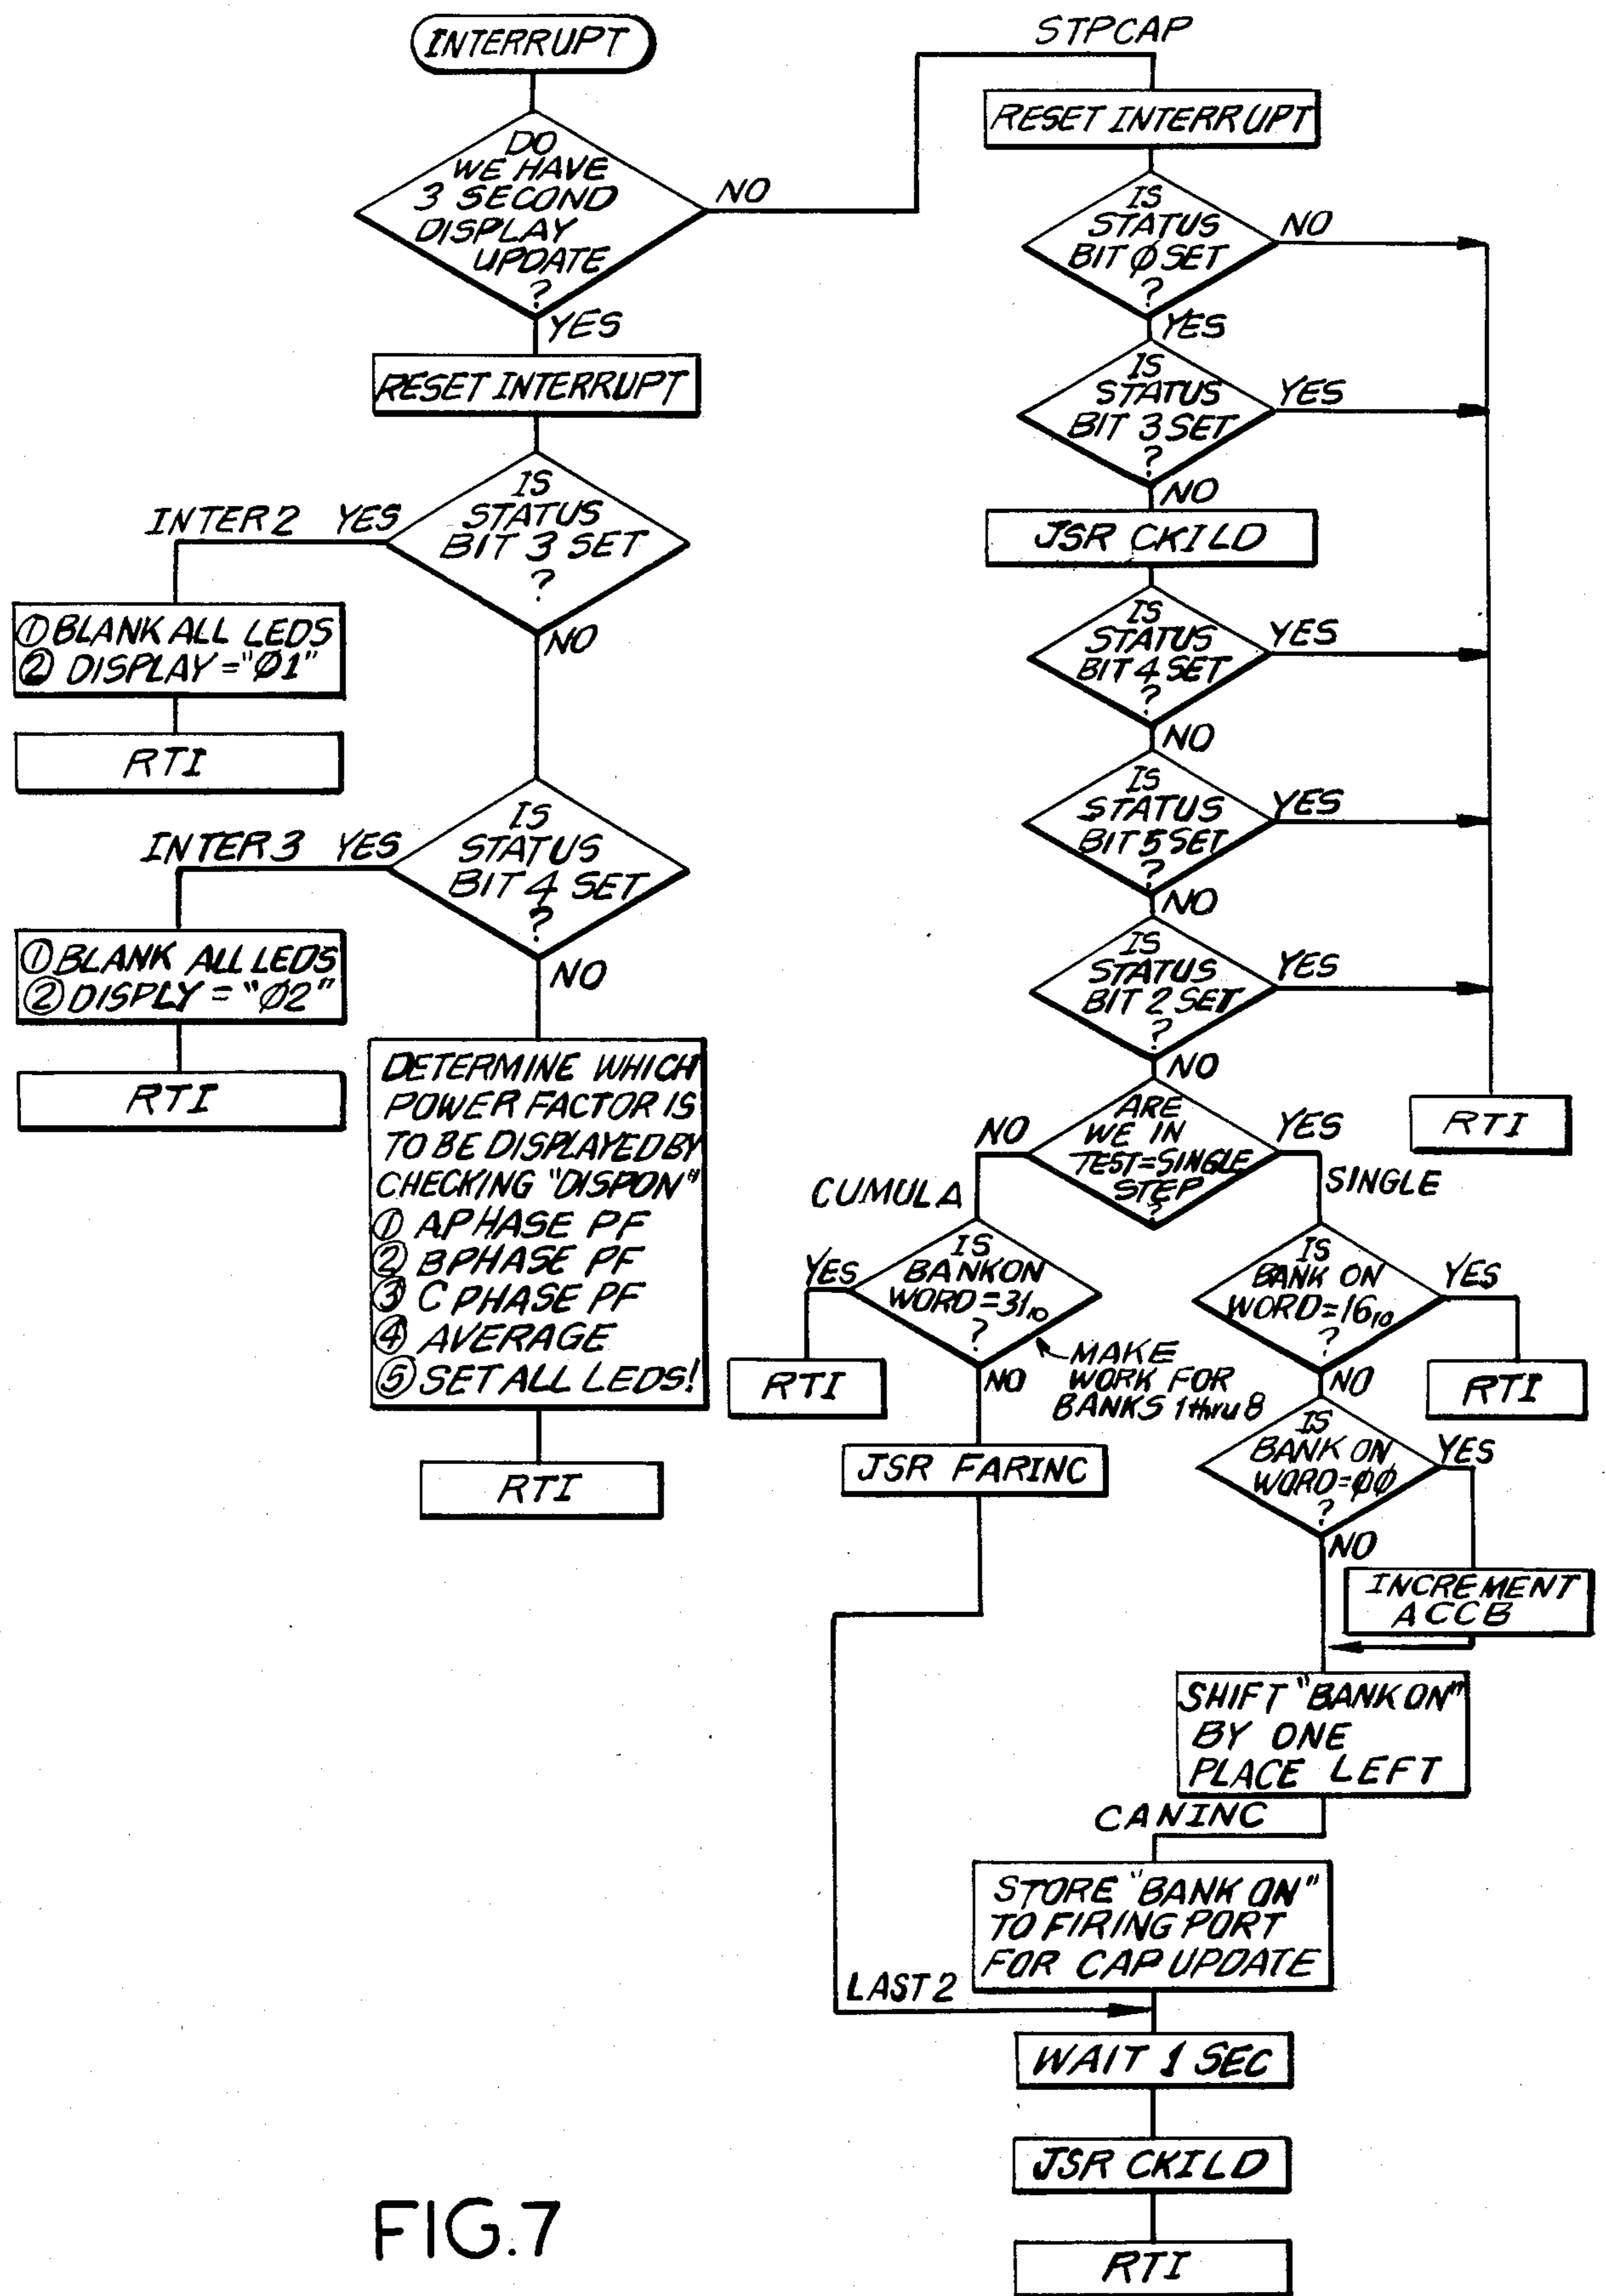 INTERRUPT
DO
WE HAVE
3 SECOND
DISPLAY
UPDATE
?
NO
YES
RESET INTERRUPT
IS
STATUS
BIT 3 SET
?
INTER2 YES
① BLANK ALL LEDS
② DISPLAY="Ø1"
RTI
NO
IS
STATUS
BIT 4 SET
?
INTER3 YES
① BLANK ALL LEDS
② DISPLY="Ø2"
RTI
NO
DETERMINE WHICH
POWER FACTOR IS
TO BE DISPLAYED BY
CHECKING "DISPON"
① A PHASE PF
② B PHASE PF
③ C PHASE PF
④ AVERAGE
⑤ SET ALL LEDS!
RTI
STPCAP
RESET INTERRUPT
IS
STATUS
BIT Ø SET
?
NO
YES
IS
STATUS
BIT 3 SET
?
YES
NO
JSR CKILD
IS
STATUS
BIT 4 SET
?
YES
NO
IS
STATUS
BIT 5 SET
?
YES
NO
IS
STATUS
BIT 2 SET
?
YES
NO
RTI
ARE
WE IN
TEST=SINGLE
STEP
?
NO
YES
CUMULA
SINGLE
IS
BANKON
WORD=31₁₀
?
YES
RTI
NO
MAKE
WORK FOR
BANKS 1 thru 8
JSR FARINC
IS
BANK ON
WORD=16₁₀
?
YES
RTI
NO
IS
BANK ON
WORD=ØØ
?
YES
NO
INCREMENT
ACCB
SHIFT "BANK ON"
BY ONE
PLACE LEFT
CANINC
STORE "BANK ON"
TO FIRING PORT
FOR CAP UPDATE
LAST2
WAIT 1 SEC
JSR CKILD
RTI
FIG.7